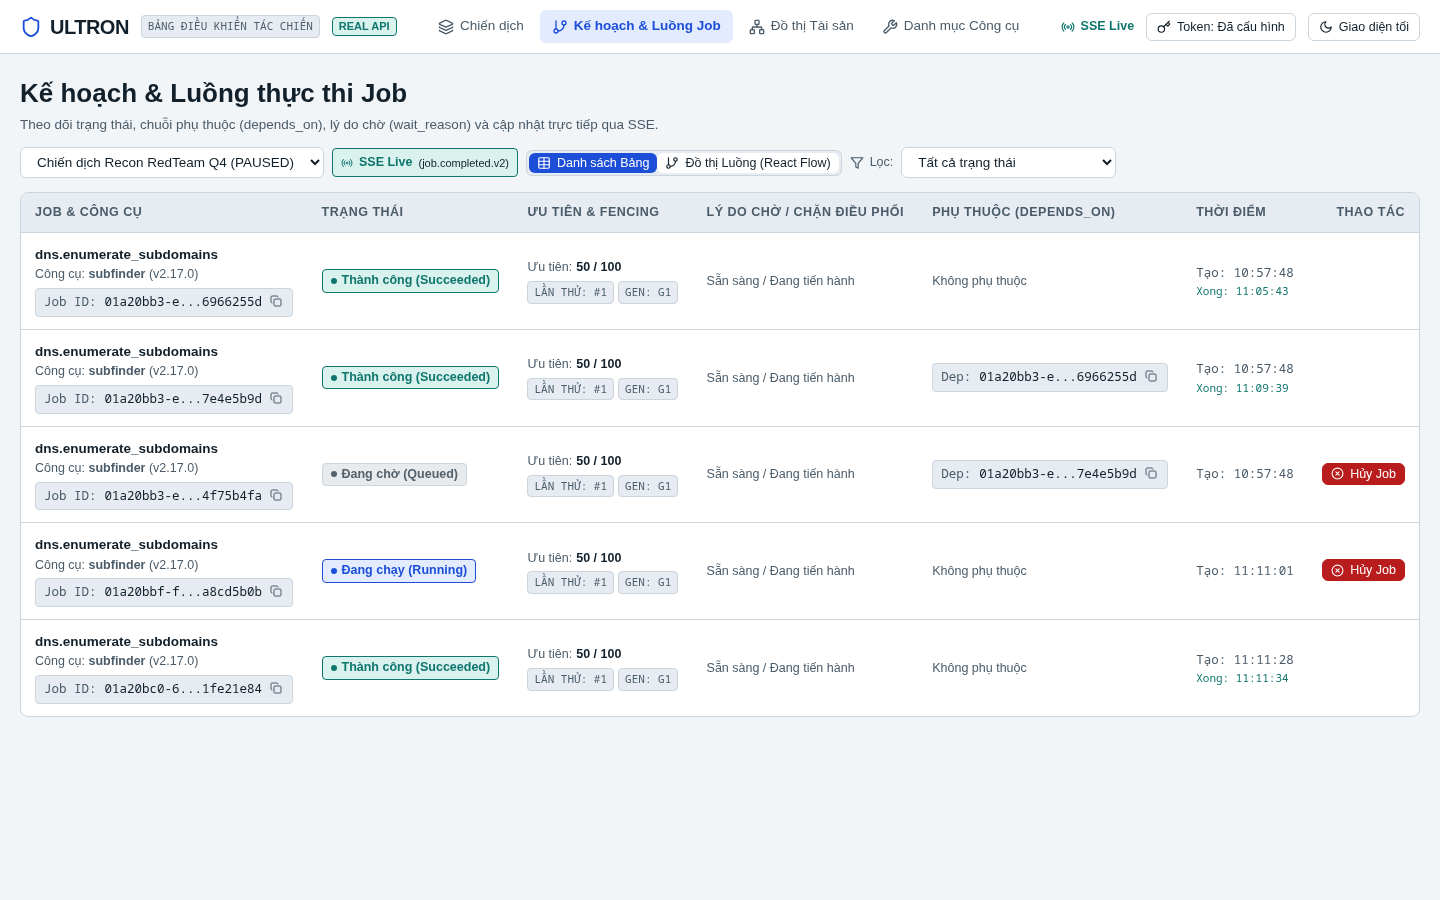 ULTRON BẢNG ĐIỀU KHIỂN TÁC CHIẾN REAL API Chiến dịch Kế hoạch & Luồng Job Đồ thị Tài sản Danh mục Công cụ SSE Live Token: Đã cấu hình Giao diện tối
Kế hoạch & Luồng thực thi Job
Theo dõi trạng thái, chuỗi phụ thuộc (depends_on), lý do chờ (wait_reason) và cập nhật trực tiếp qua SSE.
Chiến dịch Recon RedTeam Q4 (PAUSED) SSE Live (job.completed.v2) Danh sách Bảng Đồ thị Luồng (React Flow) Lọc: Tất cả trạng thái
JOB & CÔNG CỤ TRẠNG THÁI ƯU TIÊN & FENCING LÝ DO CHỜ / CHẶN ĐIỀU PHỐI PHỤ THUỘC (DEPENDS_ON) THỜI ĐIỂM THAO TÁC
dns.enumerate_subdomains
Công cụ: subfinder (v2.17.0)
Job ID: 01a20bb3-e...6966255d
Thành công (Succeeded)
Ưu tiên: 50 / 100
LẦN THỬ: #1 GEN: G1
Sẵn sàng / Đang tiến hành
Không phụ thuộc
Tạo: 10:57:48
Xong: 11:05:43
dns.enumerate_subdomains
Công cụ: subfinder (v2.17.0)
Job ID: 01a20bb3-e...7e4e5b9d
Thành công (Succeeded)
Ưu tiên: 50 / 100
LẦN THỬ: #1 GEN: G1
Sẵn sàng / Đang tiến hành
Dep: 01a20bb3-e...6966255d
Tạo: 10:57:48
Xong: 11:09:39
dns.enumerate_subdomains
Công cụ: subfinder (v2.17.0)
Job ID: 01a20bb3-e...4f75b4fa
Đang chờ (Queued)
Ưu tiên: 50 / 100
LẦN THỬ: #1 GEN: G1
Sẵn sàng / Đang tiến hành
Dep: 01a20bb3-e...7e4e5b9d
Tạo: 10:57:48
Hủy Job
dns.enumerate_subdomains
Công cụ: subfinder (v2.17.0)
Job ID: 01a20bbf-f...a8cd5b0b
Đang chạy (Running)
Ưu tiên: 50 / 100
LẦN THỬ: #1 GEN: G1
Sẵn sàng / Đang tiến hành
Không phụ thuộc
Tạo: 11:11:01
Hủy Job
dns.enumerate_subdomains
Công cụ: subfinder (v2.17.0)
Job ID: 01a20bc0-6...1fe21e84
Thành công (Succeeded)
Ưu tiên: 50 / 100
LẦN THỬ: #1 GEN: G1
Sẵn sàng / Đang tiến hành
Không phụ thuộc
Tạo: 11:11:28
Xong: 11:11:34